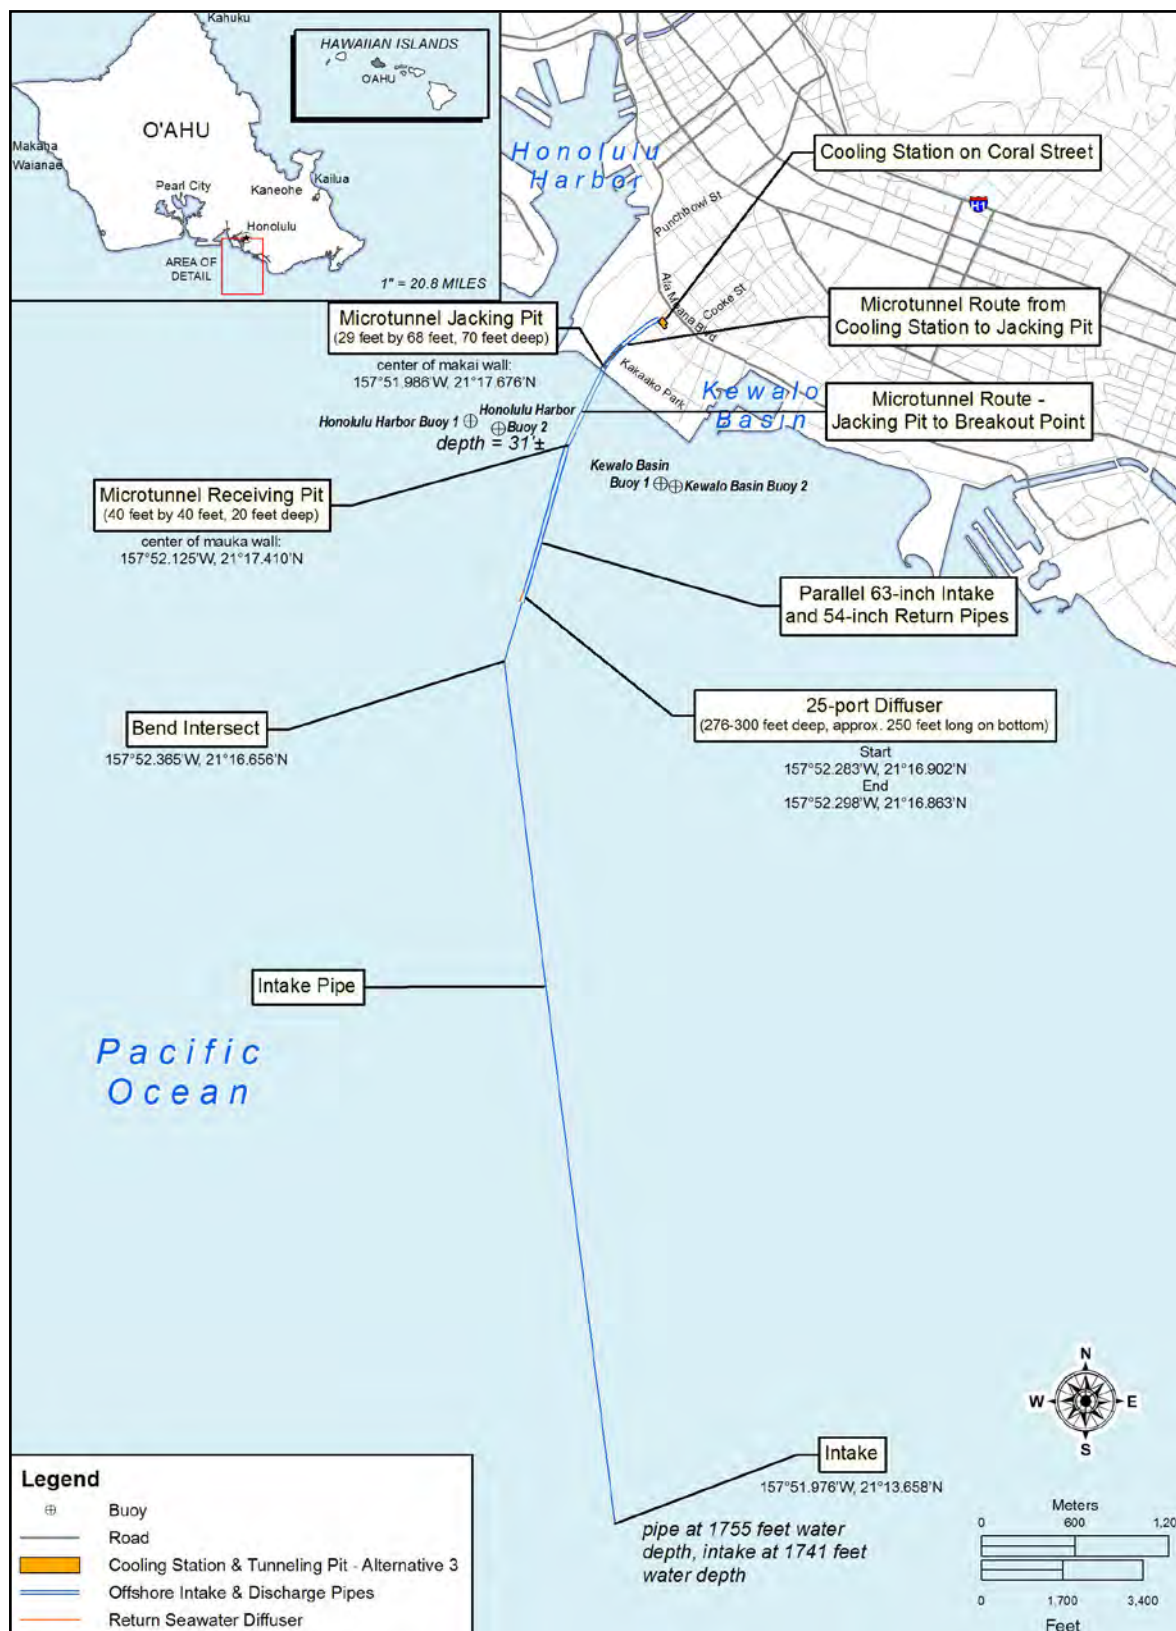 Kahuku
HAWAIIAN ISLANDS
O'AHU
O'AHU
Makaha
Waianae
Pearl City
Kaneohe
Kailua
Honolulu
AREA OF
DETAIL
1" = 20.8 MILES
Honolulu
Harbor
Punchbowl St
Ala Moana Blvd
Cooke St
H1
Cooling Station on Coral Street
Microtunnel Jacking Pit
(29 feet by 68 feet, 70 feet deep)
center of makai wall:
157°51.986'W, 21°17.676'N
Microtunnel Route from
Cooling Station to Jacking Pit
Kakaako Park
Kewalo
Basin
Microtunnel Route -
Jacking Pit to Breakout Point
Honolulu Harbor Buoy 1
Honolulu Harbor
Buoy 2
depth = 31'±
Kewalo Basin
Buoy 1
Kewalo Basin Buoy 2
Microtunnel Receiving Pit
(40 feet by 40 feet, 20 feet deep)
center of mauka wall:
157°52.125'W, 21°17.410'N
Parallel 63-inch Intake
and 54-inch Return Pipes
Bend Intersect
157°52.365'W, 21°16.656'N
25-port Diffuser
(276-300 feet deep, approx. 250 feet long on bottom)
Start
157°52.283'W, 21°16.902'N
End
157°52.298'W, 21°16.863'N
Intake Pipe
Pacific
Ocean
N
W
E
S
Intake
157°51.976'W, 21°13.658'N
pipe at 1755 feet water
depth, intake at 1741 feet
water depth
Legend
Buoy
Road
Cooling Station & Tunneling Pit - Alternative 3
Offshore Intake & Discharge Pipes
Return Seawater Diffuser
Meters
0 600 1,20
0 1,700 3,400
Feet